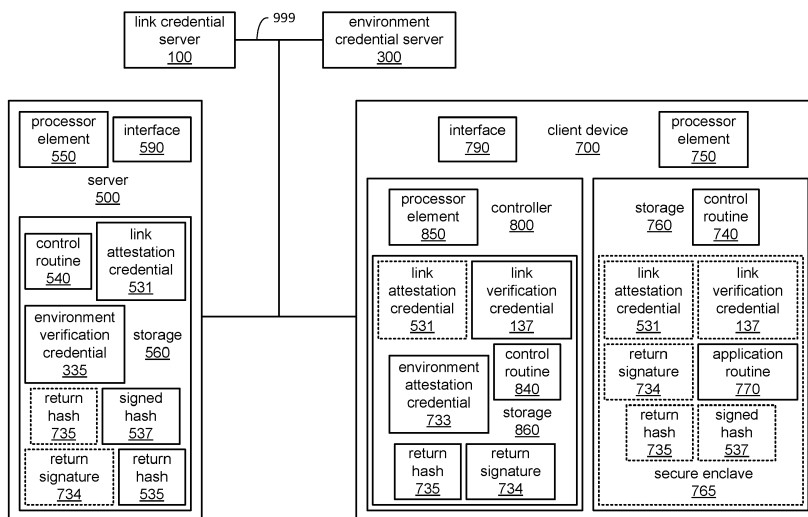 link credential
server
100
999
environment
credential server
300
processor
element
550
interface
590
server
500
control
routine
540
link
attestation
credential
531
environment
verification
credential
335
storage
560
return
hash
735
signed
hash
537
return
signature
734
return
hash
535
interface
790
client device
700
processor
element
750
processor
element
850
controller
800
link
attestation
credential
531
link
verification
credential
137
environment
attestation
credential
733
control
routine
840
storage
860
return
hash
735
return
signature
734
storage
760
control
routine
740
link
attestation
credential
531
link
verification
credential
137
return
signature
734
application
routine
770
return
hash
735
signed
hash
537
secure enclave
765